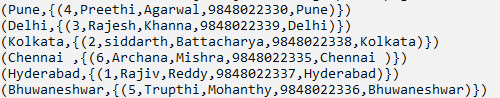 (Pune,{(4,Preethi,Agarwal,9848022330,Pune)})
(Delhi,{(3,Rajesh,Khanna,9848022339,Delhi)})
(Kolkata,{(2,siddarth,Battacharya,9848022338,Kolkata)})
(Chennai ,{(6,Archana,Mishra,9848022335,Chennai )})
(Hyderabad,{(1,Rajiv,Reddy,9848022337,Hyderabad)})
(Bhuwaneshwar,{(5,Trupthi,Mohanthy,9848022336,Bhuwaneshwar)})